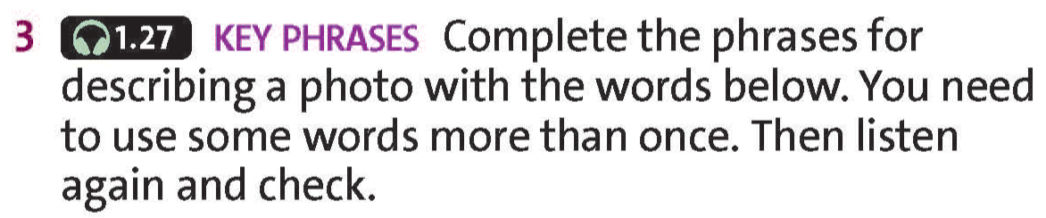 3 1.27 KEY PHRASES Complete the phrases for
describing a photo with the words below. You need
to use some words more than once. Then listen
again and check.